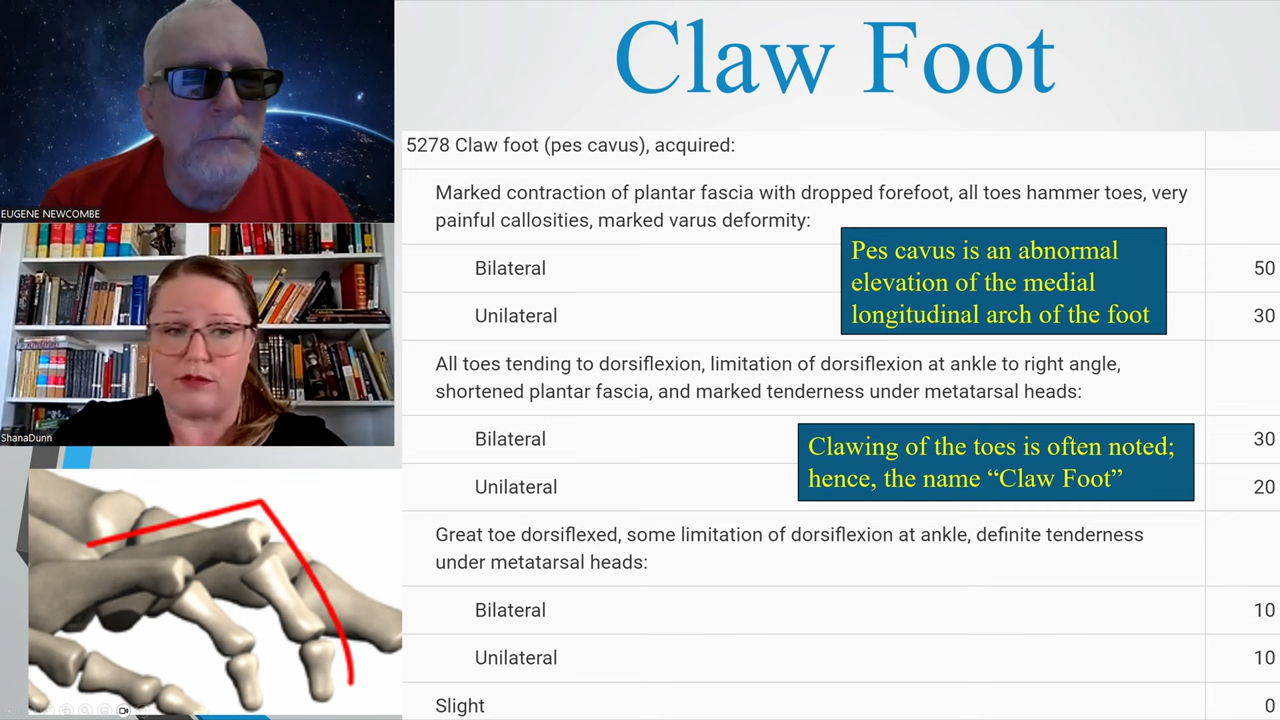 Claw Foot
EUGENE NEWCOMBE
ShanaDunn
5278 Claw foot (pes cavus), acquired:
Marked contraction of plantar fascia with dropped forefoot, all toes hammer toes, very
painful callosities, marked varus deformity:
Bilateral 50
Unilateral 30
Pes cavus is an abnormal
elevation of the medial
longitudinal arch of the foot
All toes tending to dorsiflexion, limitation of dorsiflexion at ankle to right angle,
shortened plantar fascia, and marked tenderness under metatarsal heads:
Bilateral 30
Unilateral 20
Clawing of the toes is often noted;
hence, the name “Claw Foot”
Great toe dorsiflexed, some limitation of dorsiflexion at ankle, definite tenderness
under metatarsal heads:
Bilateral 10
Unilateral 10
Slight 0